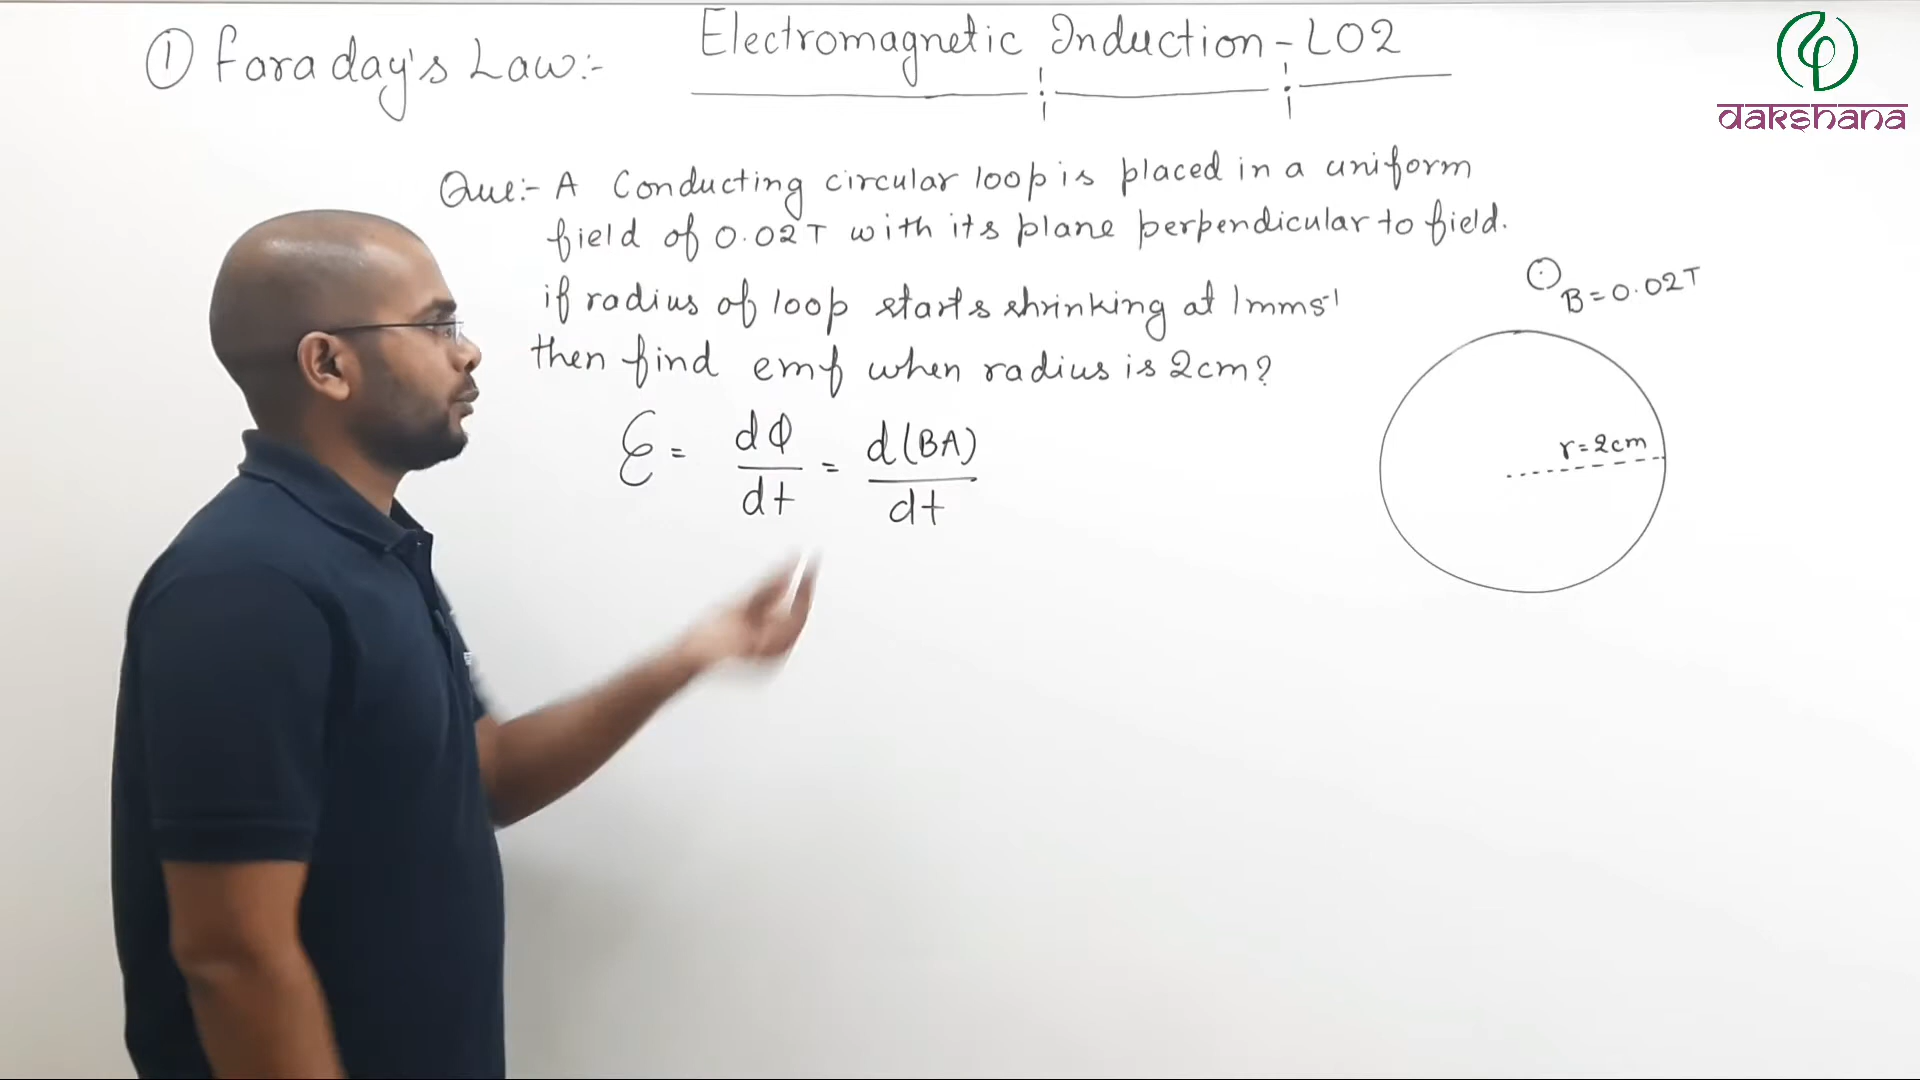 ① Faraday's Law:-
Electromagnetic Induction - L02
dakshana
Que:- A Conducting circular loop is placed in a uniform
field of 0.02T with its plane perpendicular to field.
if radius of loop starts shrinking at 1mms⁻¹
then find emf when radius is 2cm?
B = 0.02T
r = 2cm
ℰ = dΦ/dt = d(BA)/dt